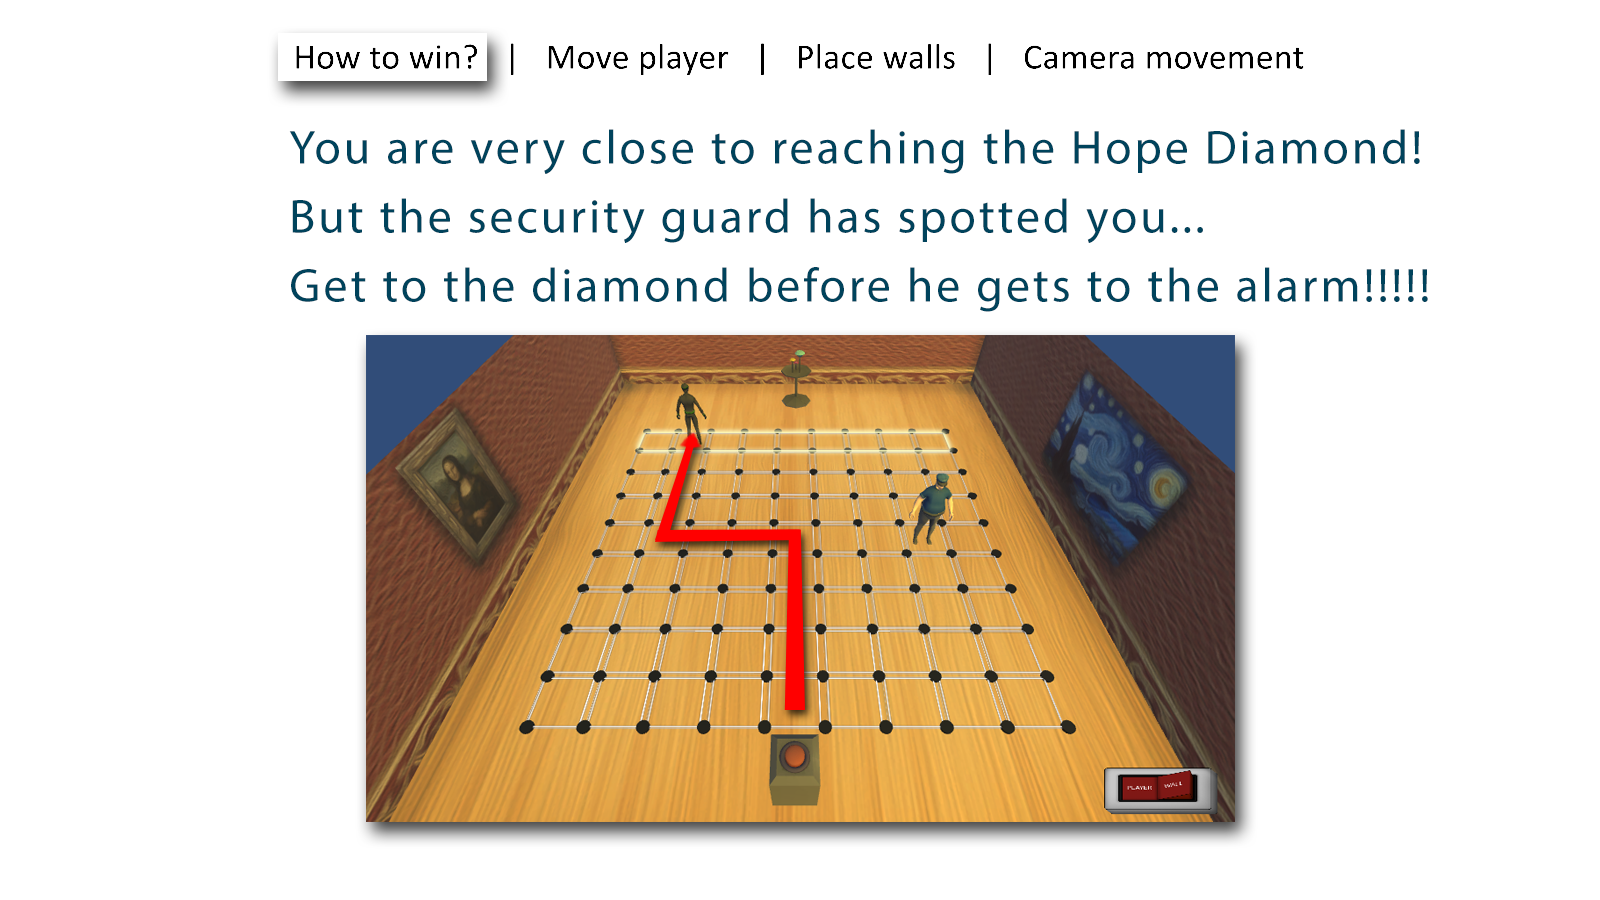 How to win? | Move player | Place walls | Camera movement
You are very close to reaching the Hope Diamond!
But the security guard has spotted you...
Get to the diamond before he gets to the alarm!!!!!
PLAYER WALL